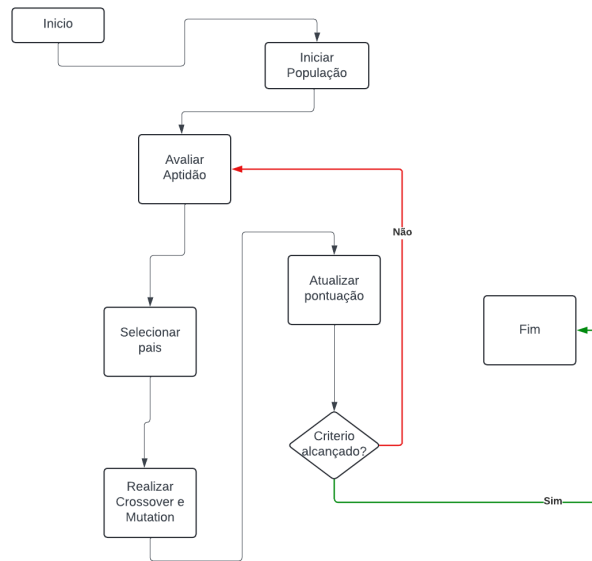 Inicio
Iniciar
População
Avaliar
Aptidão
Não
Atualizar
pontuação
Selecionar
pais
Fim
Criterio
alcançado?
Realizar
Crossover e
Mutation
Sim